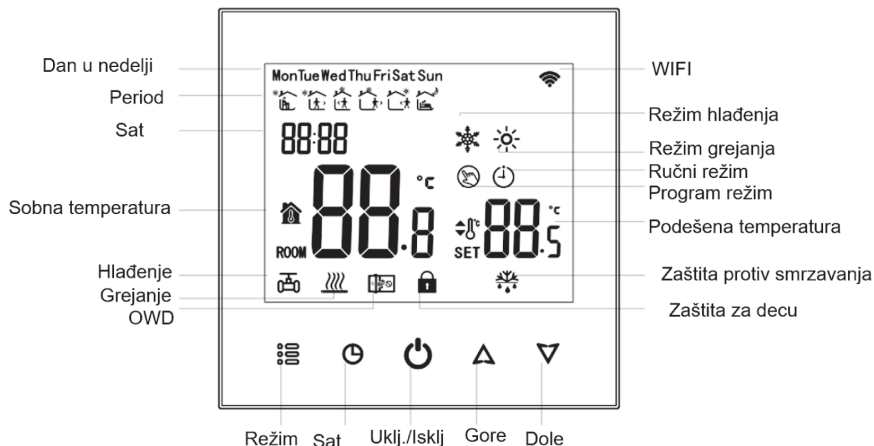 Dan u nedelji
Period
Sat
Sobna temperatura
Hlađenje
Grejanje
OWD
MonTueWedThuFriSatSun
88:88
88.8 °C
ROOM
SET 88.5 °C
WIFI
Režim hlađenja
Režim grejanja
Ručni režim
Program režim
Podešena temperatura
Zaštita protiv smrzavanja
Zaštita za decu
Režim Sat Uklj./Isklj Gore Dole